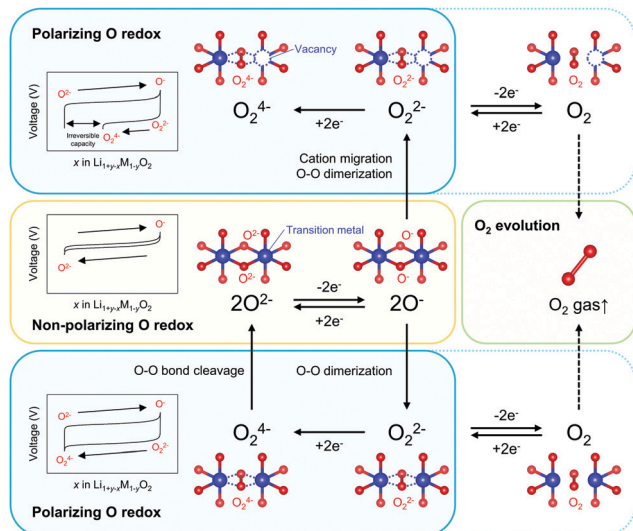 Polarizing O redox
Voltage (V)
O²⁻
O⁻
Irreversible
capacity
O₂⁴⁻
O₂²⁻
x in Li₁₊y₋ₓM₁₋yO₂
Vacancy
O₂⁴⁻
O₂²⁻
O₂
O₂⁴⁻
+2e⁻
O₂²⁻
-2e⁻
+2e⁻
O₂
Cation migration
O-O dimerization
Voltage (V)
O²⁻
O⁻
x in Li₁₊y₋ₓM₁₋yO₂
Non-polarizing O redox
O²⁻
O²⁻
Transition metal
O⁻
O⁻
2O²⁻
-2e⁻
+2e⁻
2O⁻
O₂ evolution
O₂ gas↑
O-O bond cleavage
O-O dimerization
Voltage (V)
O²⁻
O⁻
O₂⁴⁻
O₂²⁻
x in Li₁₊y₋ₓM₁₋yO₂
O₂⁴⁻
+2e⁻
O₂²⁻
-2e⁻
+2e⁻
O₂
O₂⁴⁻
O₂²⁻
O₂
Polarizing O redox